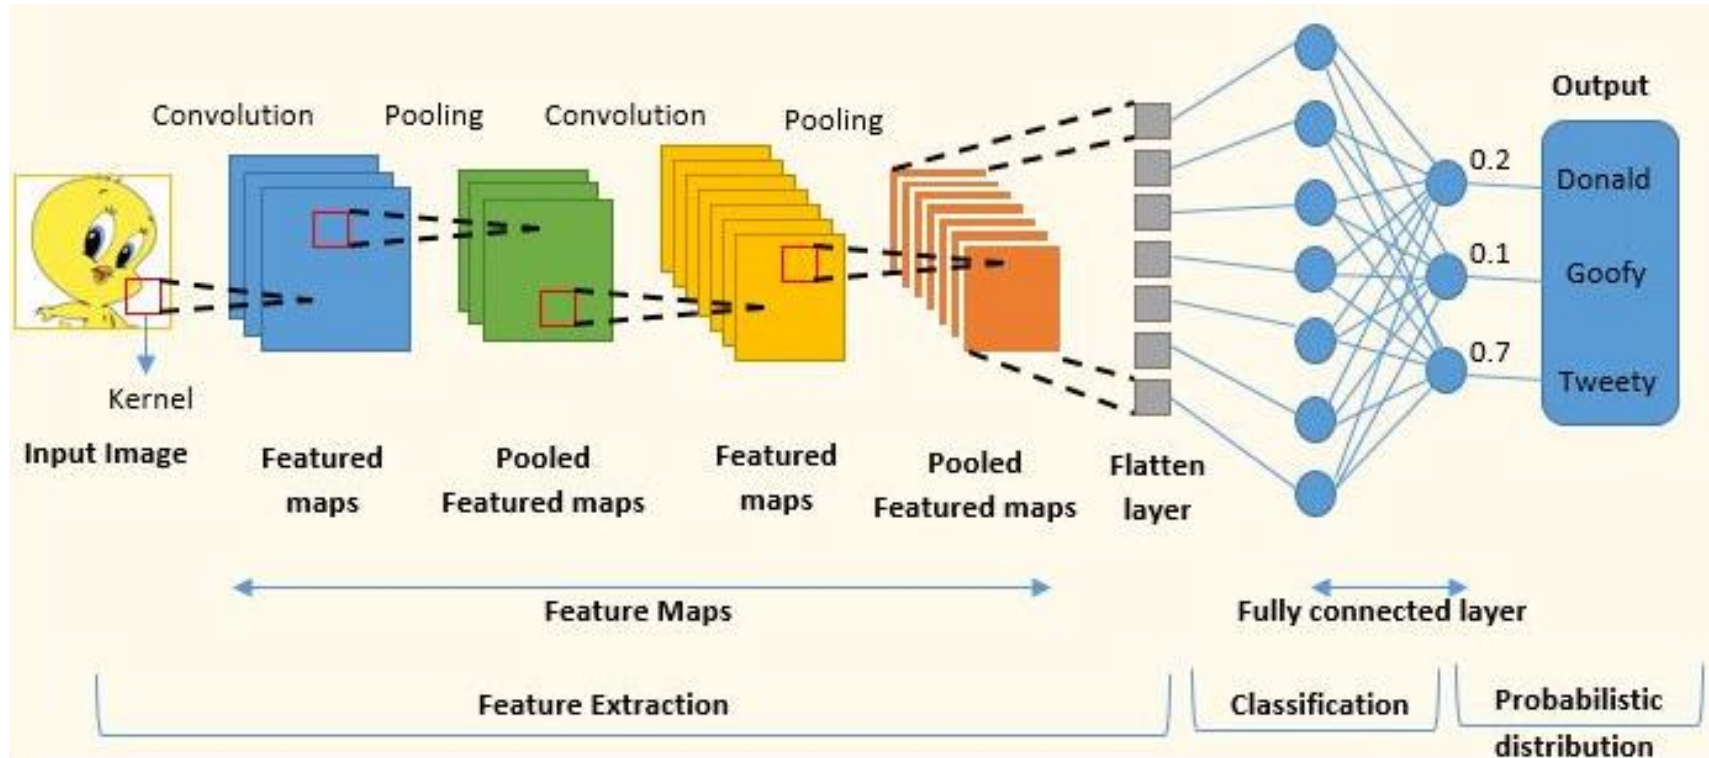 Convolution
Pooling
Convolution
Pooling
Output
0.2
Donald
0.1
Goofy
0.7
Tweety
Kernel
Input Image
Featured
maps
Pooled
Featured maps
Featured
maps
Pooled
Featured maps
Flatten
layer
Feature Maps
Fully connected layer
Feature Extraction
Classification
Probabilistic
distribution